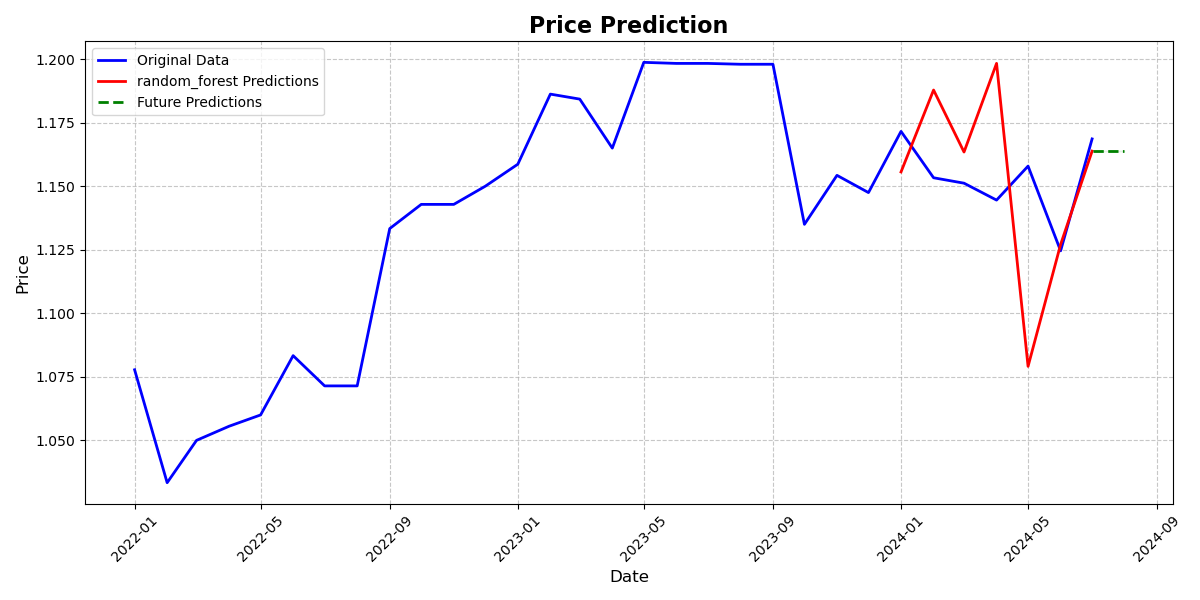 Price Prediction
Original Data
random_forest Predictions
Future Predictions
Price
1.200
1.175
1.150
1.125
1.100
1.075
1.050
2022-01
2022-05
2022-09
2023-01
2023-05
2023-09
2024-01
2024-05
2024-09
Date